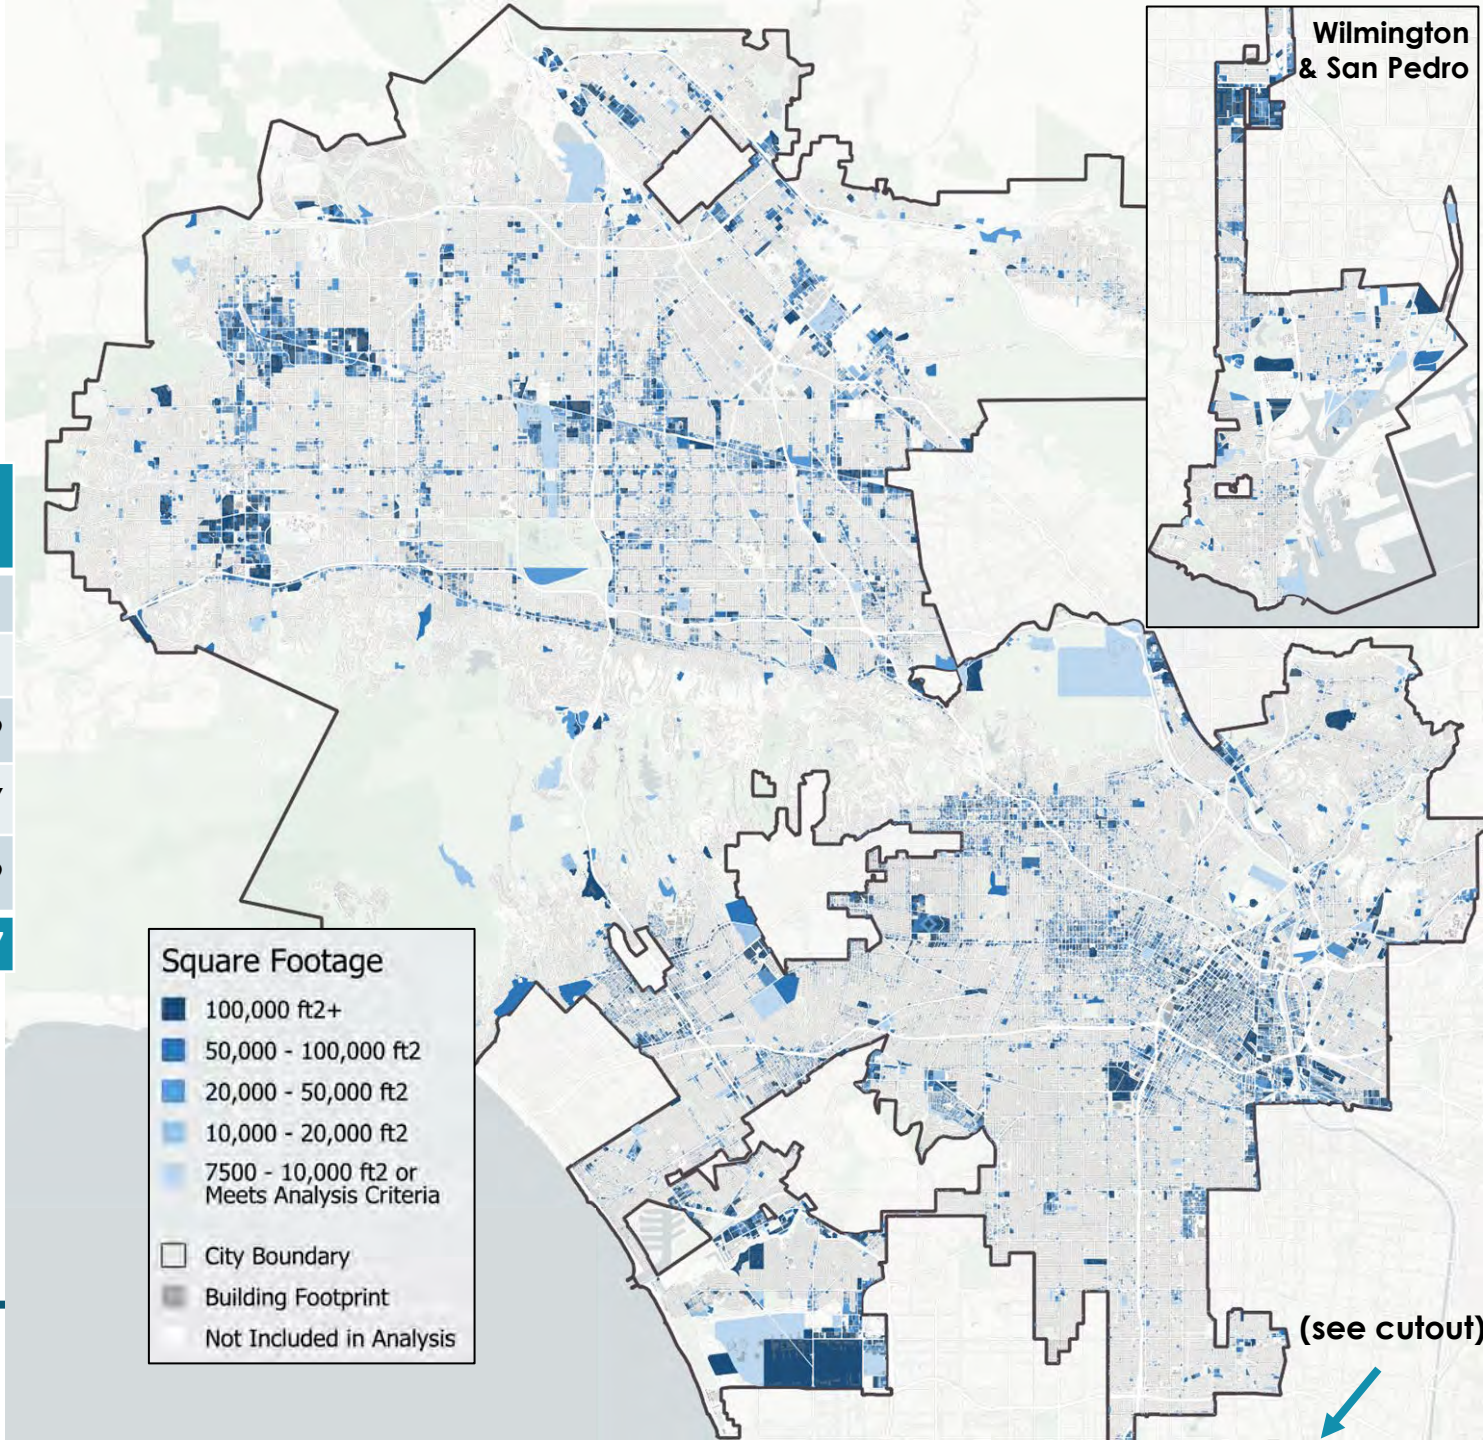 Wilmington
& San Pedro
Square Footage
100,000 ft2+
50,000 - 100,000 ft2
20,000 - 50,000 ft2
10,000 - 20,000 ft2
7500 - 10,000 ft2 or
Meets Analysis Criteria
City Boundary
Building Footprint
Not Included in Analysis
(see cutout)